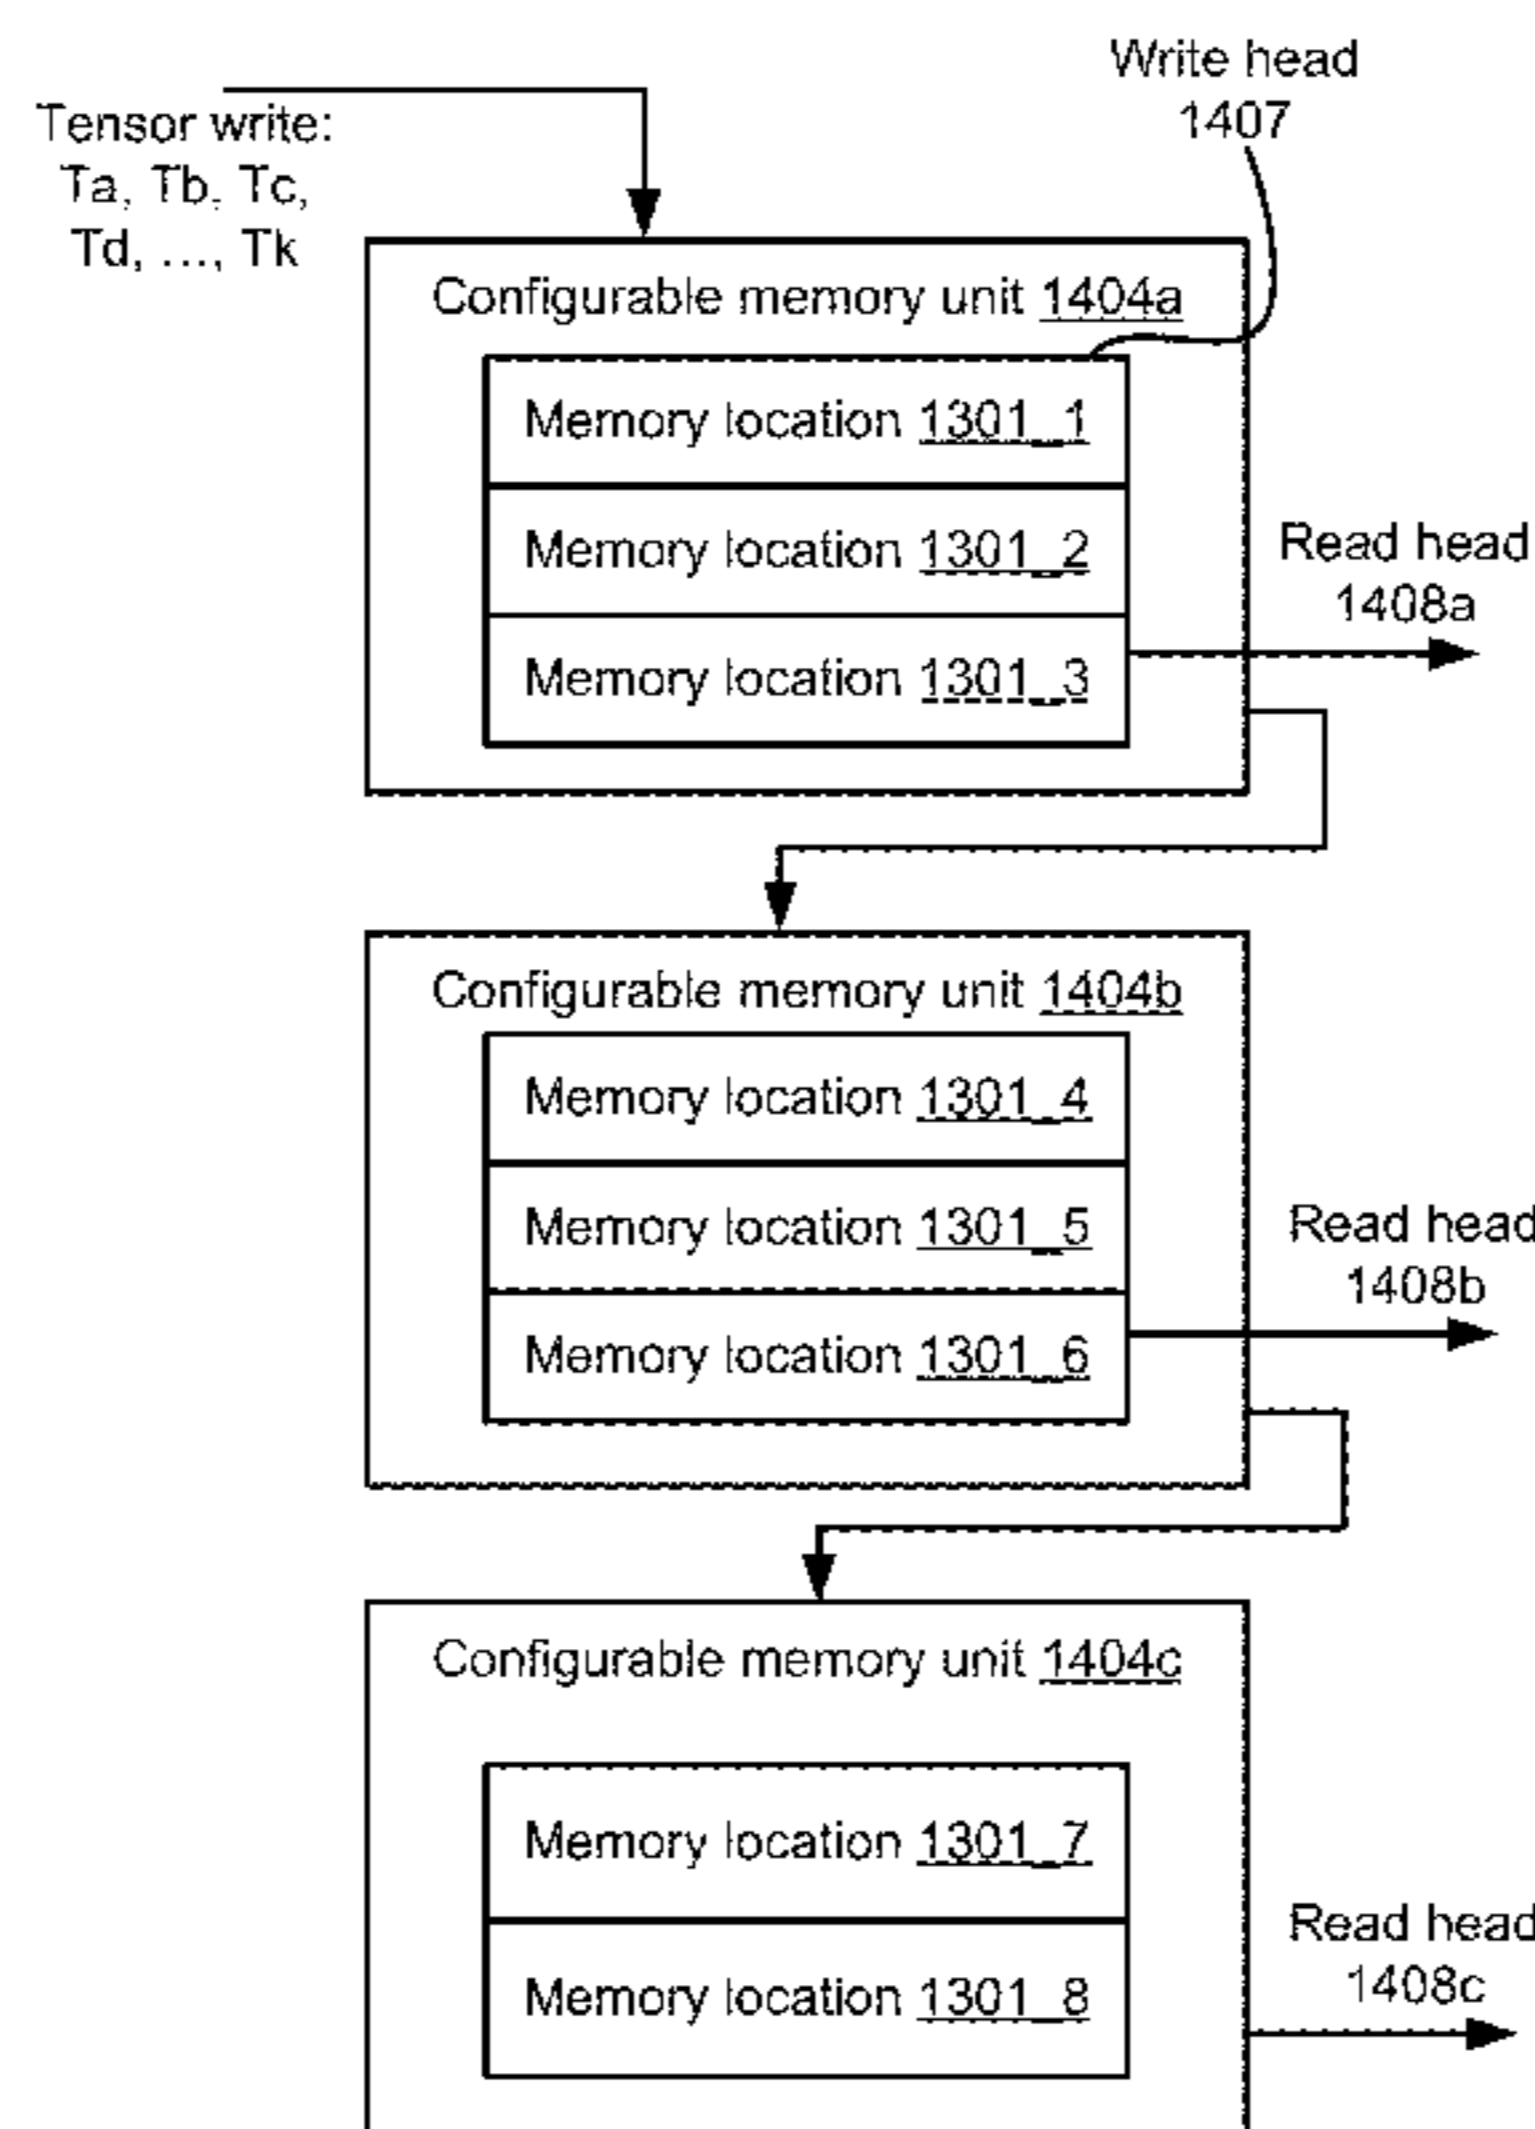 Write head
1407
Tensor write:
Ta, Tb, Tc,
Td, ..., Tk
Configurable memory unit 1404a
Memory location 1301_1
Memory location 1301_2
Memory location 1301_3
Read head
1408a
Configurable memory unit 1404b
Memory location 1301_4
Memory location 1301_5
Memory location 1301_6
Read head
1408b
Configurable memory unit 1404c
Memory location 1301_7
Memory location 1301_8
Read head
1408c